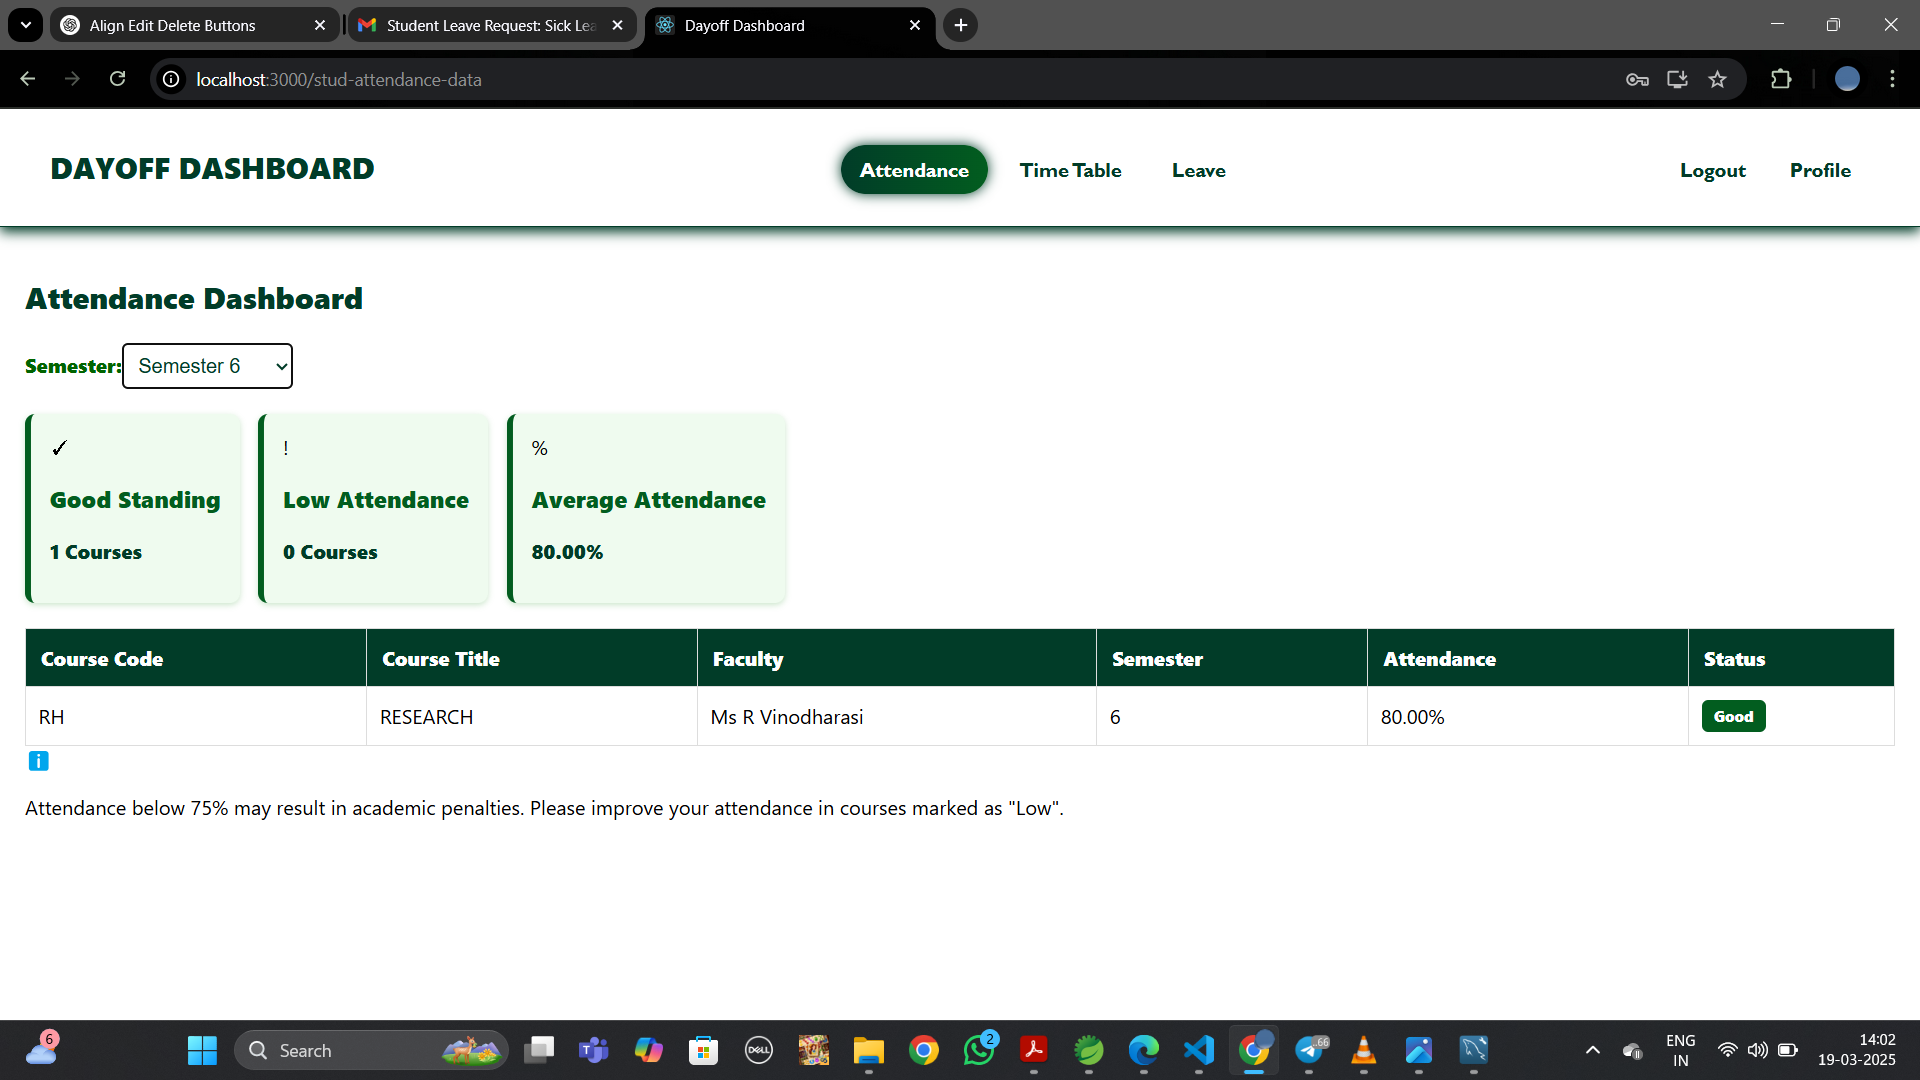 Align Edit Delete Buttons
Student Leave Request: Sick Lea
Dayoff Dashboard
localhost:3000/stud-attendance-data
DAYOFF DASHBOARD
Attendance
Time Table
Leave
Logout
Profile
Attendance Dashboard
Semester:
Semester 6
✓
!
%
Good Standing
Low Attendance
Average Attendance
1 Courses
0 Courses
80.00%
Course Code
Course Title
Faculty
Semester
Attendance
Status
RH
RESEARCH
Ms R Vinodharasi
6
80.00%
Good
i
Attendance below 75% may result in academic penalties. Please improve your attendance in courses marked as "Low".
6
Search
T
DELL
2
.66
ENG
IN
14:02
19-03-2025